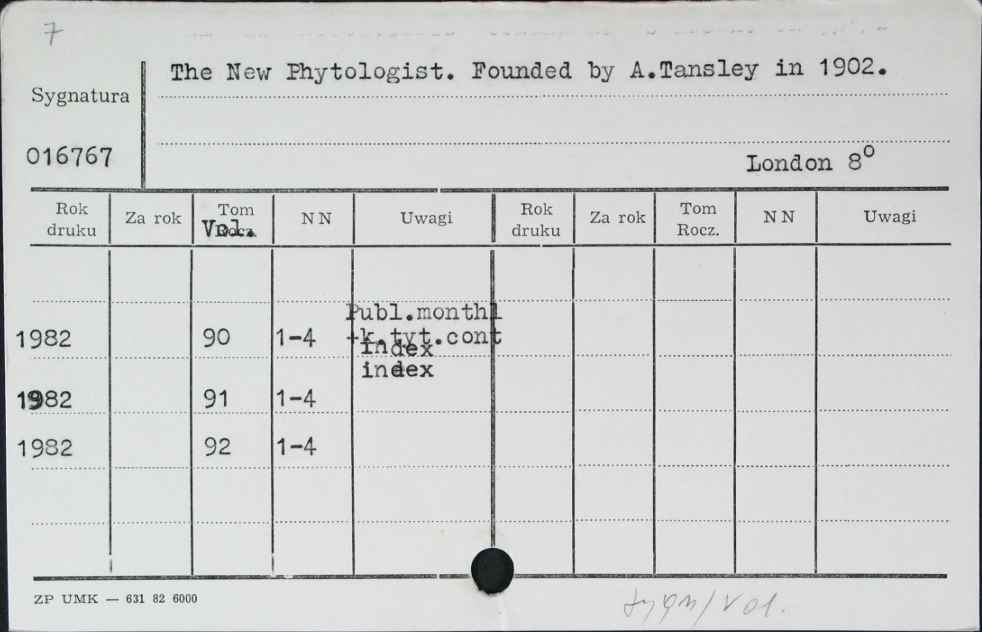 7
The New Phytologist. Founded by A.Tansley in 1902.
Sygnatura
016767
London 8º
Rok druku Za rok Tom Rocz. Vol. NN Uwagi Rok druku Za rok Tom Rocz. NN Uwagi
Publ.monthl
1982 90 1-4 +k.tyt.cont
index
index
1982 91 1-4
1982 92 1-4
ZP UMK — 631 82 6000